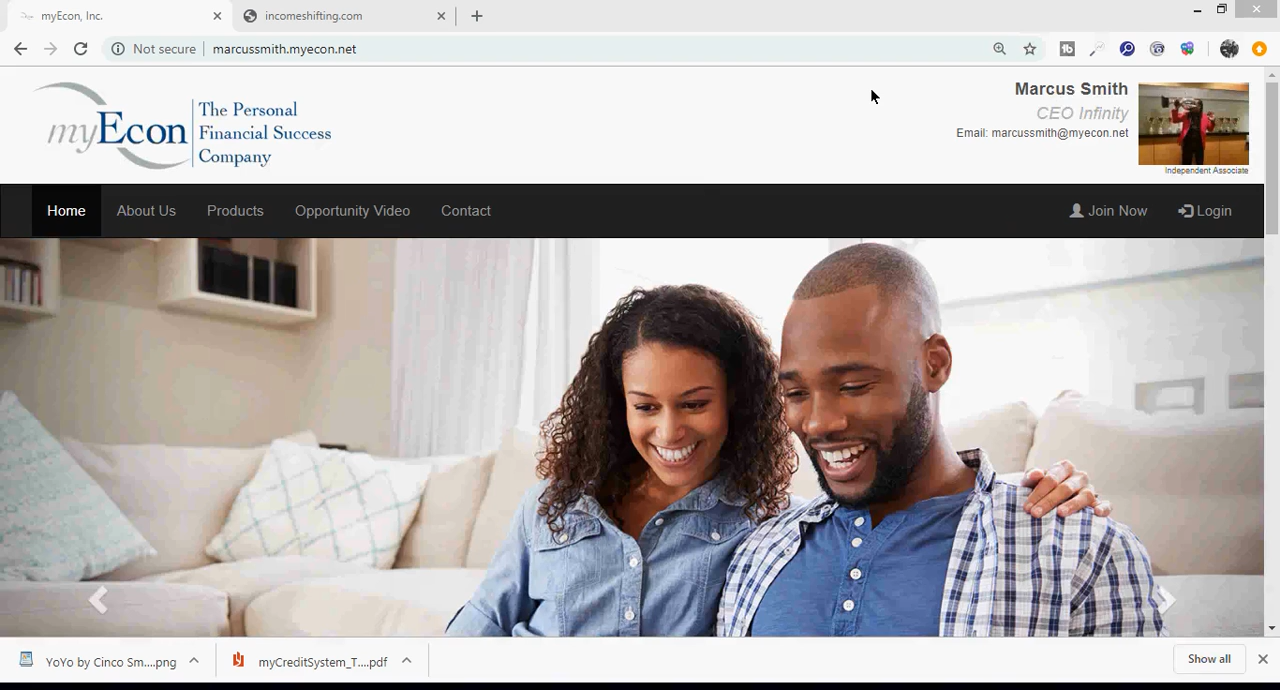 myEcon, Inc.
incomeshifting.com
Not secure
marcussmith.myecon.net
myEcon
The Personal
Financial Success
Company
Marcus Smith
CEO Infinity
Email: marcussmith@myecon.net
Independent Associate
Home
About Us
Products
Opportunity Video
Contact
Join Now
Login
YoYo by Cinco Sm....png
myCreditSystem_T....pdf
Show all